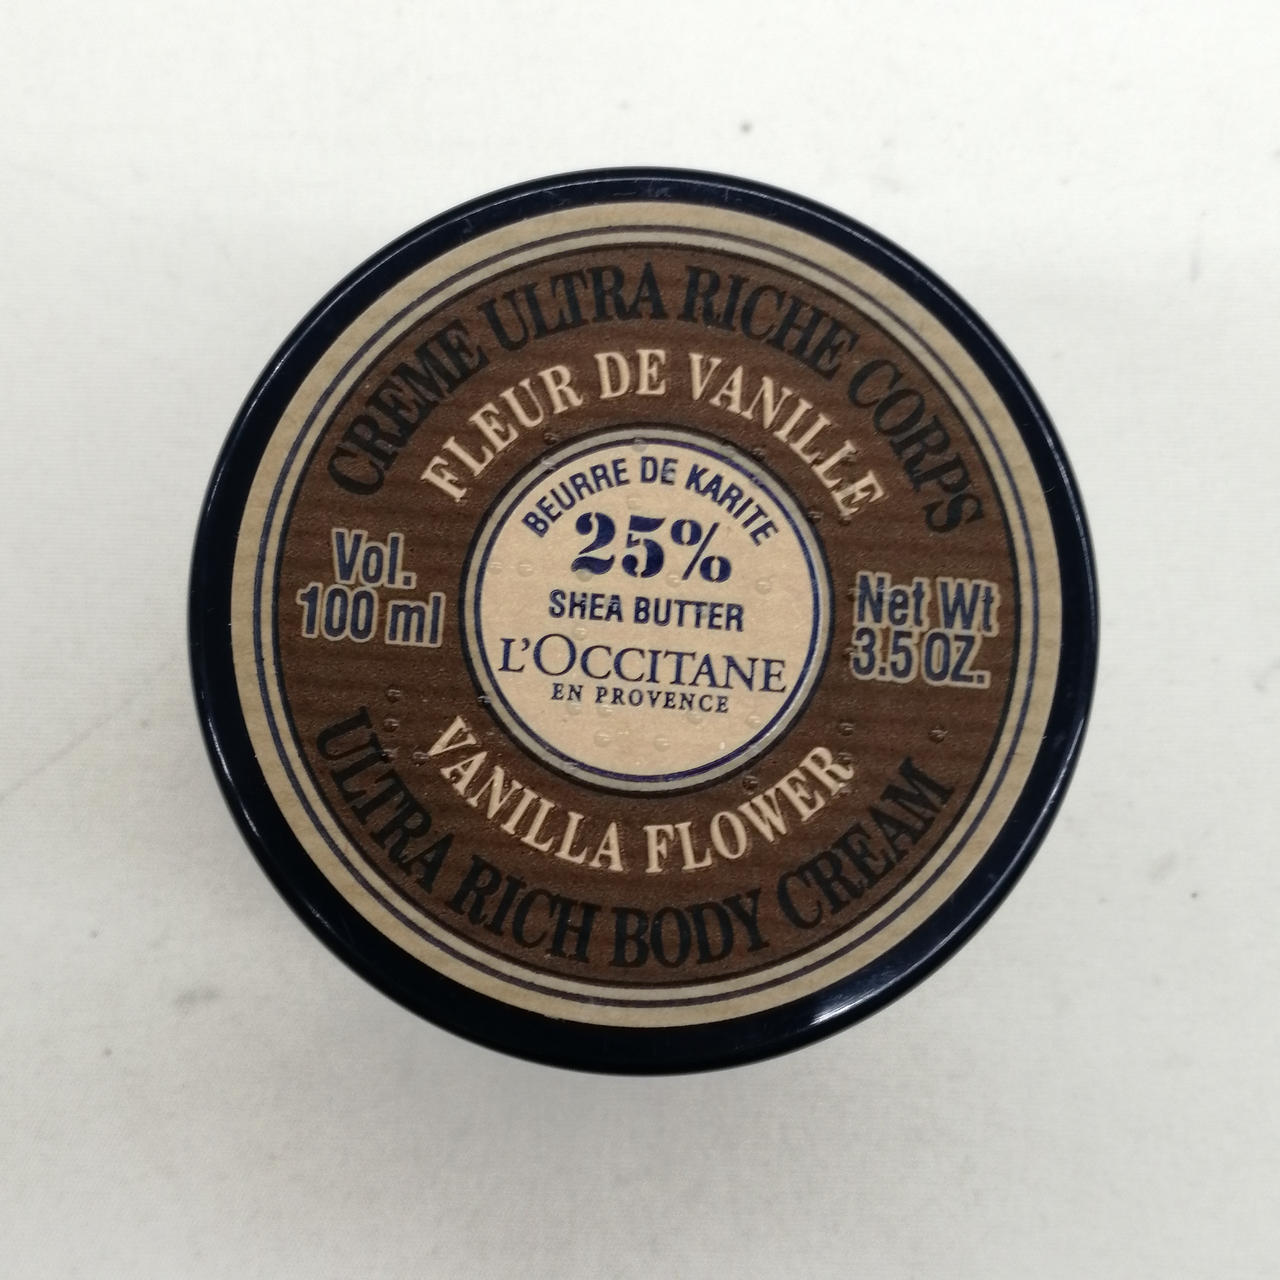 CREME ULTRA RICHE CORPS
FLEUR DE VANILLE
BEURRE DE KARITE
25%
SHEA BUTTER
L'OCCITANE
EN PROVENCE
Vol.
100 ml
Net Wt
3.5 OZ.
VANILLA FLOWER
ULTRA RICH BODY CREAM